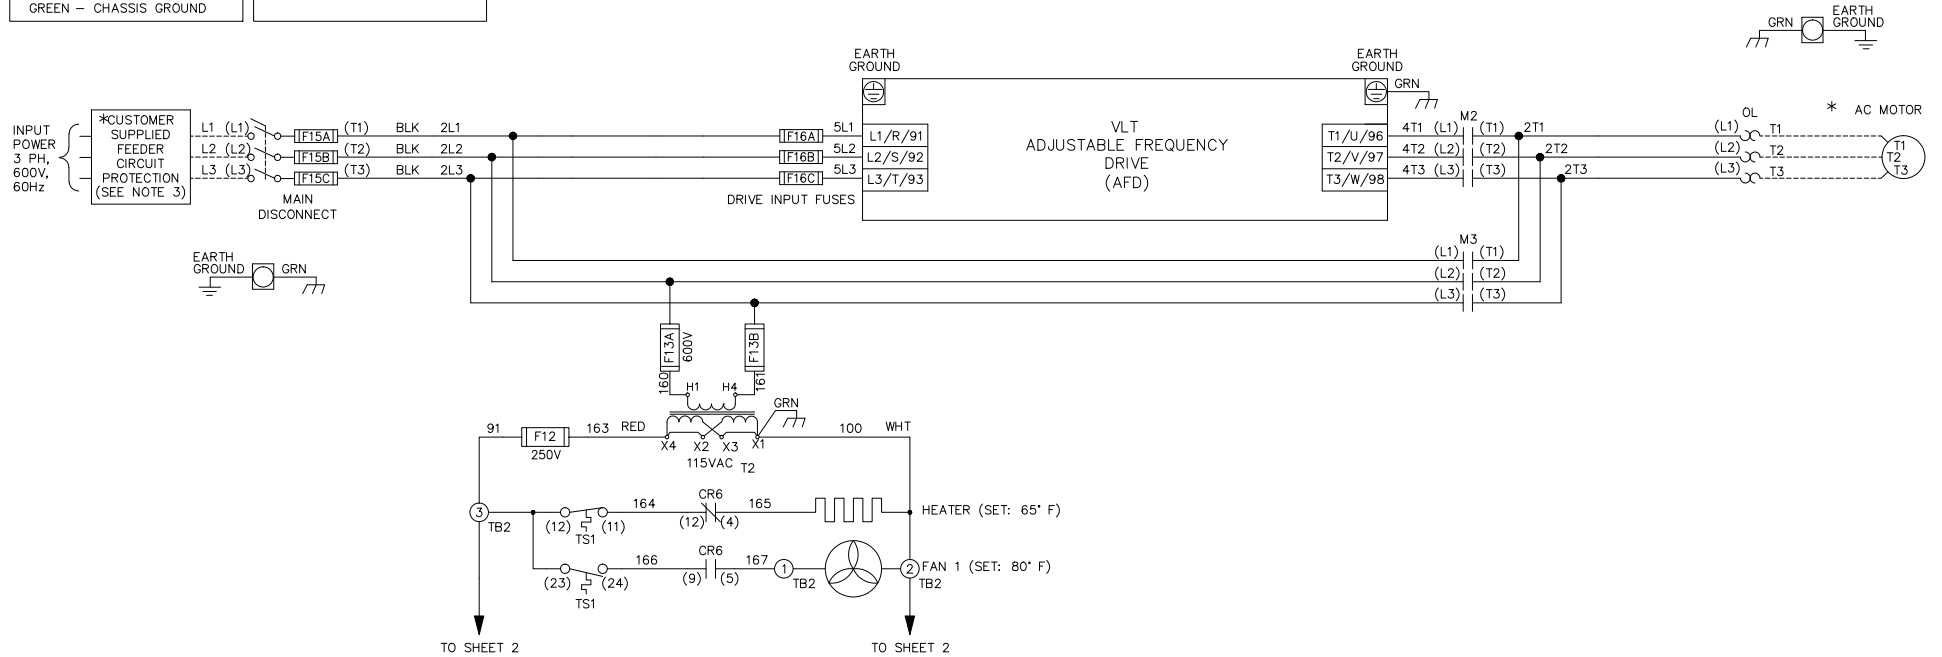 GREEN – CHASSIS GROUND
GRN
EARTH
GROUND
EARTH
GROUND
EARTH
GROUND
GRN
INPUT
POWER
3 PH,
600V,
60Hz
*CUSTOMER
SUPPLIED
FEEDER
CIRCUIT
PROTECTION
(SEE NOTE 3)
L1 (L1) F15A (T1) BLK 2L1
L2 (L2) F15B (T2) BLK 2L2
L3 (L3) F15C (T3) BLK 2L3
MAIN
DISCONNECT
F16A 5L1 L1/R/91
F16B 5L2 L2/S/92
F16C 5L3 L3/T/93
DRIVE INPUT FUSES
VLT
ADJUSTABLE FREQUENCY
DRIVE
(AFD)
M2
T1/U/96 4T1 (L1) (T1) 2T1
T2/V/97 4T2 (L2) (T2) 2T2
T3/W/98 4T3 (L3) (T3) 2T3
OL
(L1) T1
(L2) T2
(L3) T3
* AC MOTOR
T1
T2
T3
EARTH
GROUND GRN
M3
(L1) (T1)
(L2) (T2)
(L3) (T3)
F13A
600V
F13B
160
H1 H4
161
GRN
91 F12 163 RED
250V
X4 X2 X3 X1
115VAC T2
100 WHT
3
TB2
(12) (11)
TS1
164
CR6
(12) (4)
165
HEATER (SET: 65° F)
(23) (24)
TS1
166
CR6
(9) (5)
167
1
TB2
2
FAN 1 (SET: 80° F)
TB2
TO SHEET 2
TO SHEET 2